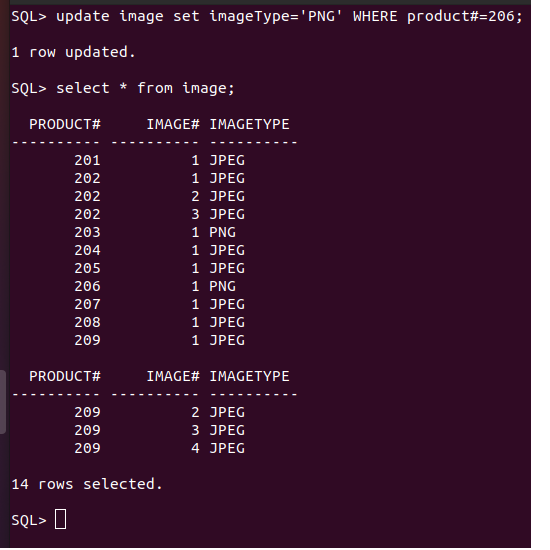 SQL> update image set imageType='PNG' WHERE product#=206;
1 row updated.
SQL> select * from image;
  PRODUCT#     IMAGE# IMAGETYPE
---------- ---------- ----------
       201          1 JPEG
       202          1 JPEG
       202          2 JPEG
       202          3 JPEG
       203          1 PNG
       204          1 JPEG
       205          1 JPEG
       206          1 PNG
       207          1 JPEG
       208          1 JPEG
       209          1 JPEG
  PRODUCT#     IMAGE# IMAGETYPE
---------- ---------- ----------
       209          2 JPEG
       209          3 JPEG
       209          4 JPEG
14 rows selected.
SQL>